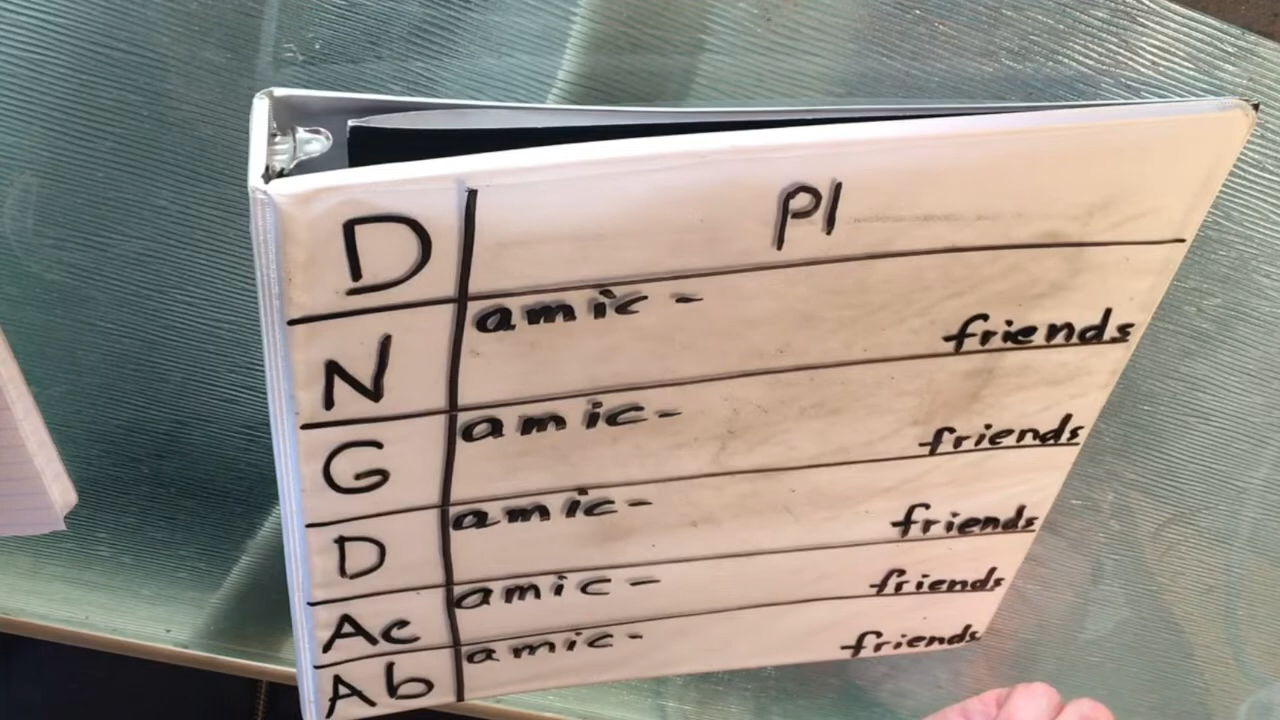 D pl
N amic- friends
G amic- friends
D amic- friends
Ac amic- friends
Ab amic- friends